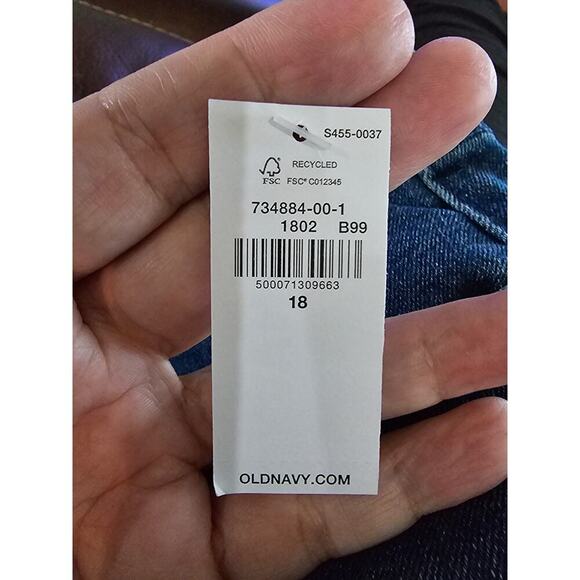 S455-0037
RECYCLED
FSC FSC® C012345
734884-00-1
1802 B99
500071309663
18
OLDNAVY.COM